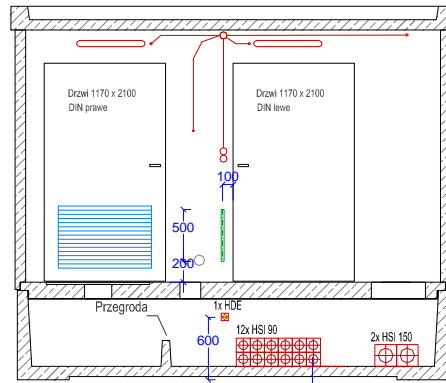 Drzwi 1170 x 2100
DIN prawe
Drzwi 1170 x 2100
DIN lewe
100
500
200
Przegroda
1x HDE
600
12x HSI 90
2x HSI 150